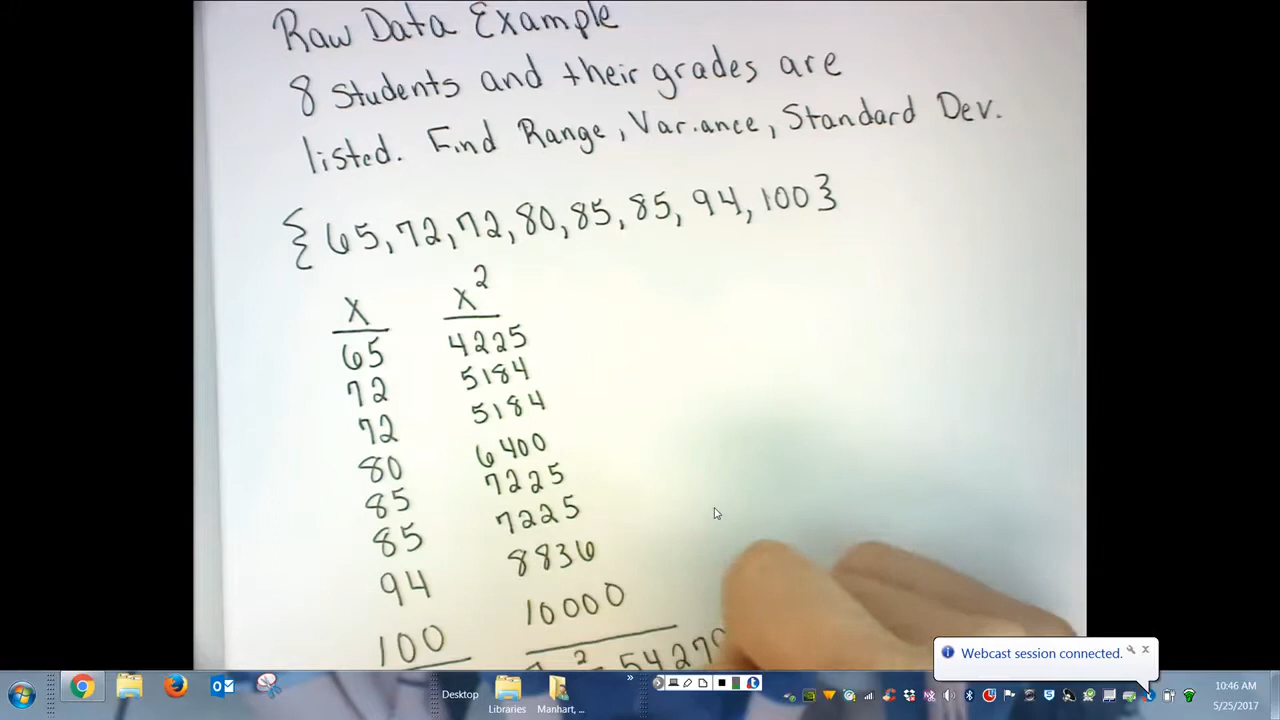 Raw Data Example
8 Students and their grades are
listed. Find Range, Variance, Standard Dev.
{65,72,72,80,85,85,94,100}
x x²
65 4225
72 5184
72 5184
80 6400
85 7225
85 7225
94 8836
100 10000
Webcast session connected.
Desktop
Libraries
Manhart, ...
10:46 AM
5/25/2017